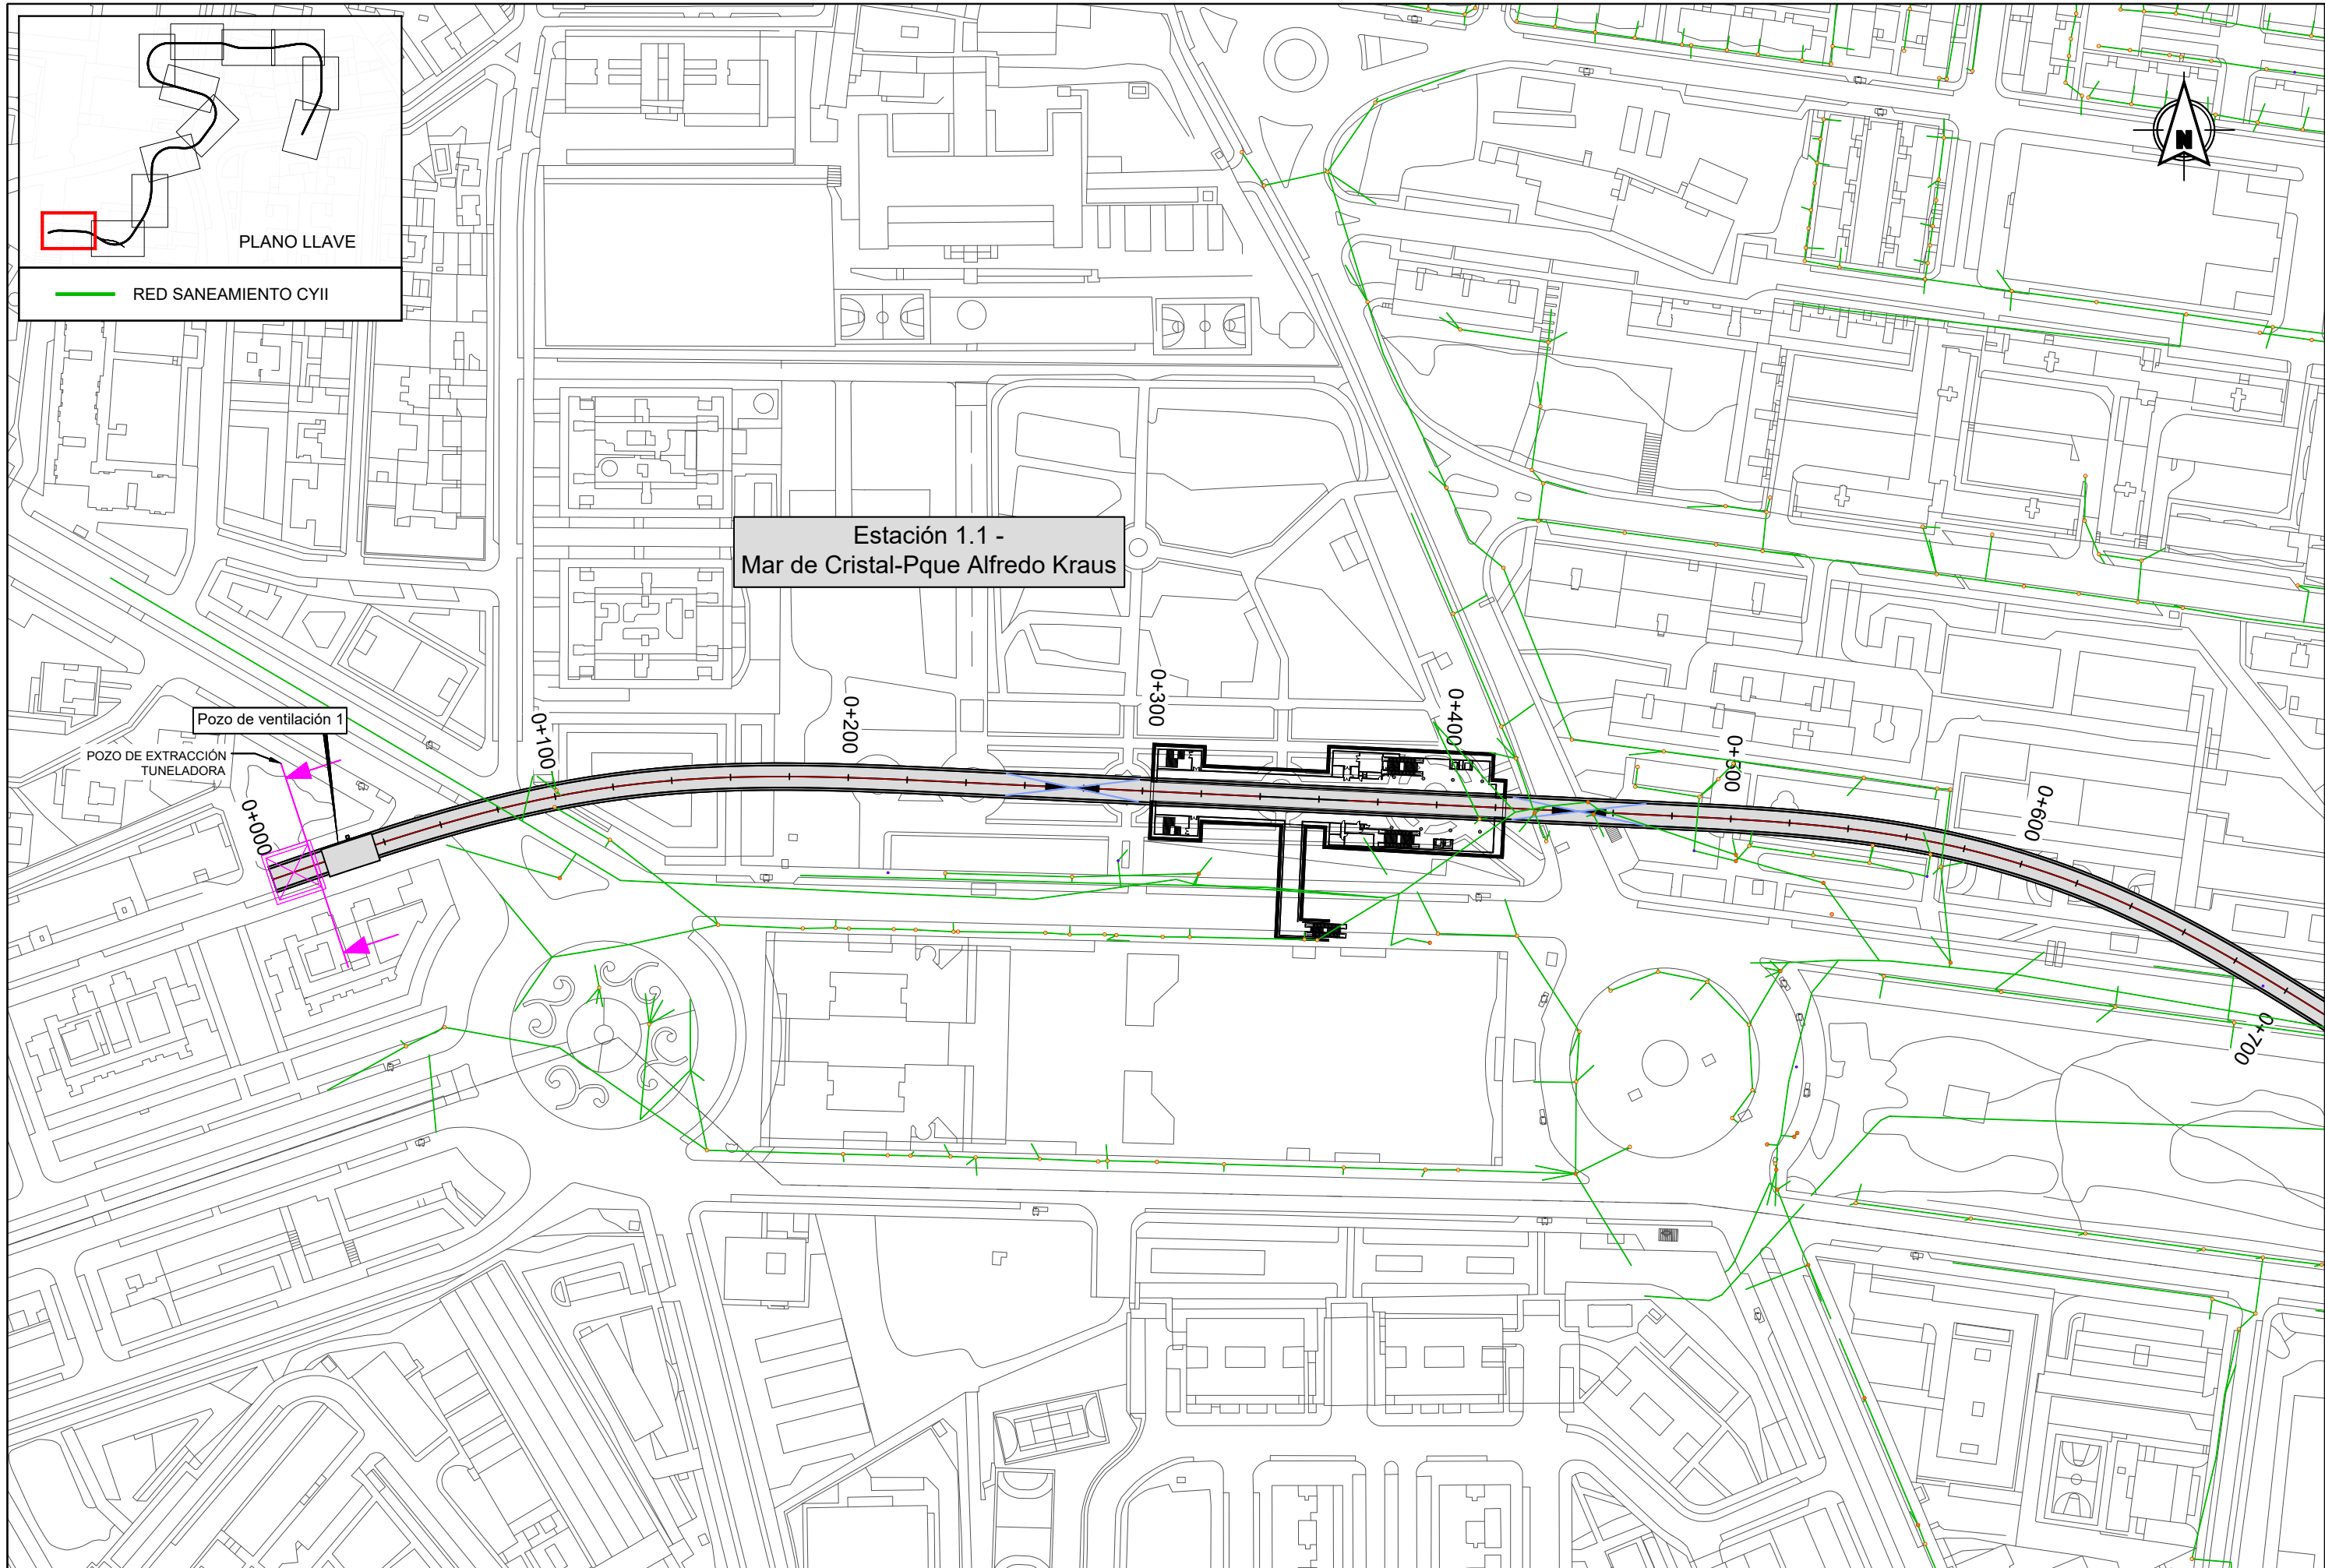 PLANO LLAVE
RED SANEAMIENTO CYII
N
Estación 1.1 -
Mar de Cristal-Pque Alfredo Kraus
Pozo de ventilación 1
POZO DE EXTRACCIÓN
TUNELADORA
0+000
0+100
0+200
0+300
0+400
0+500
0+600
0+700